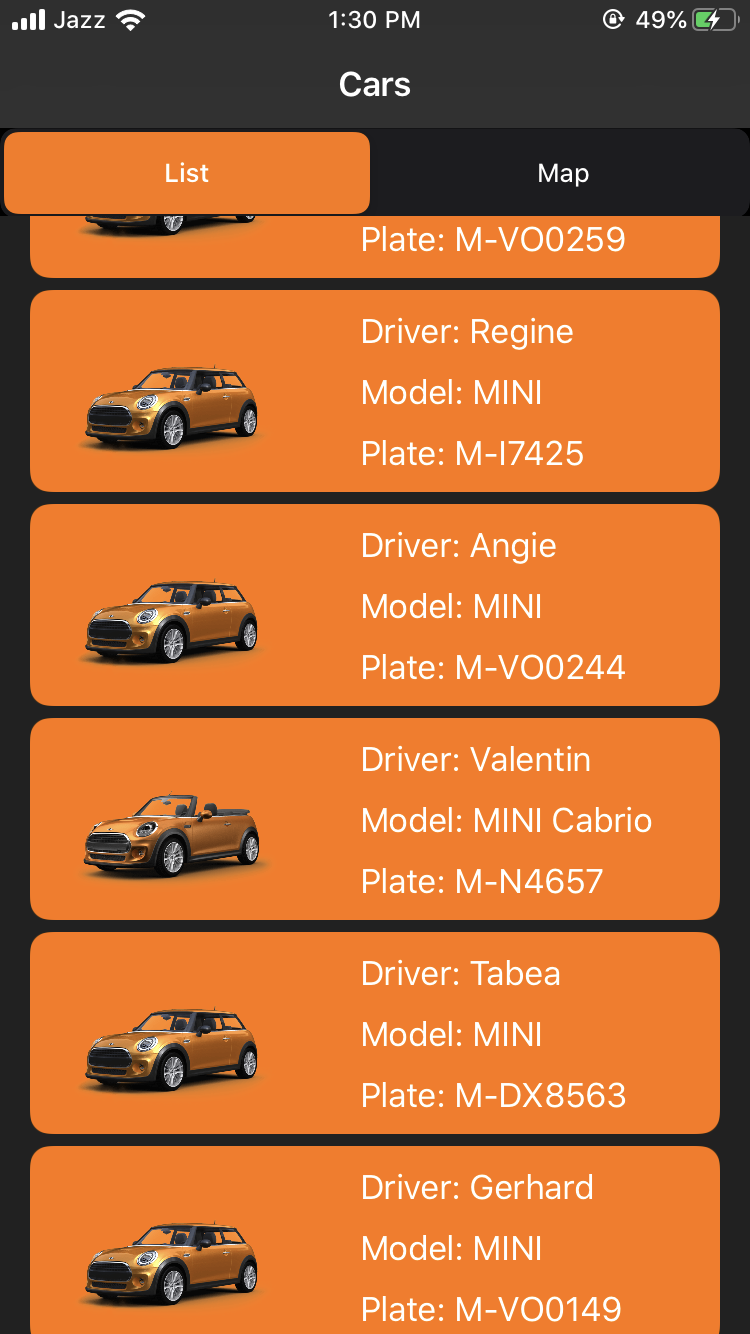 Jazz 1:30 PM 49%
Cars
List Map
Plate: M-VO0259
Driver: Regine
Model: MINI
Plate: M-I7425
Driver: Angie
Model: MINI
Plate: M-VO0244
Driver: Valentin
Model: MINI Cabrio
Plate: M-N4657
Driver: Tabea
Model: MINI
Plate: M-DX8563
Driver: Gerhard
Model: MINI
Plate: M-VO0149